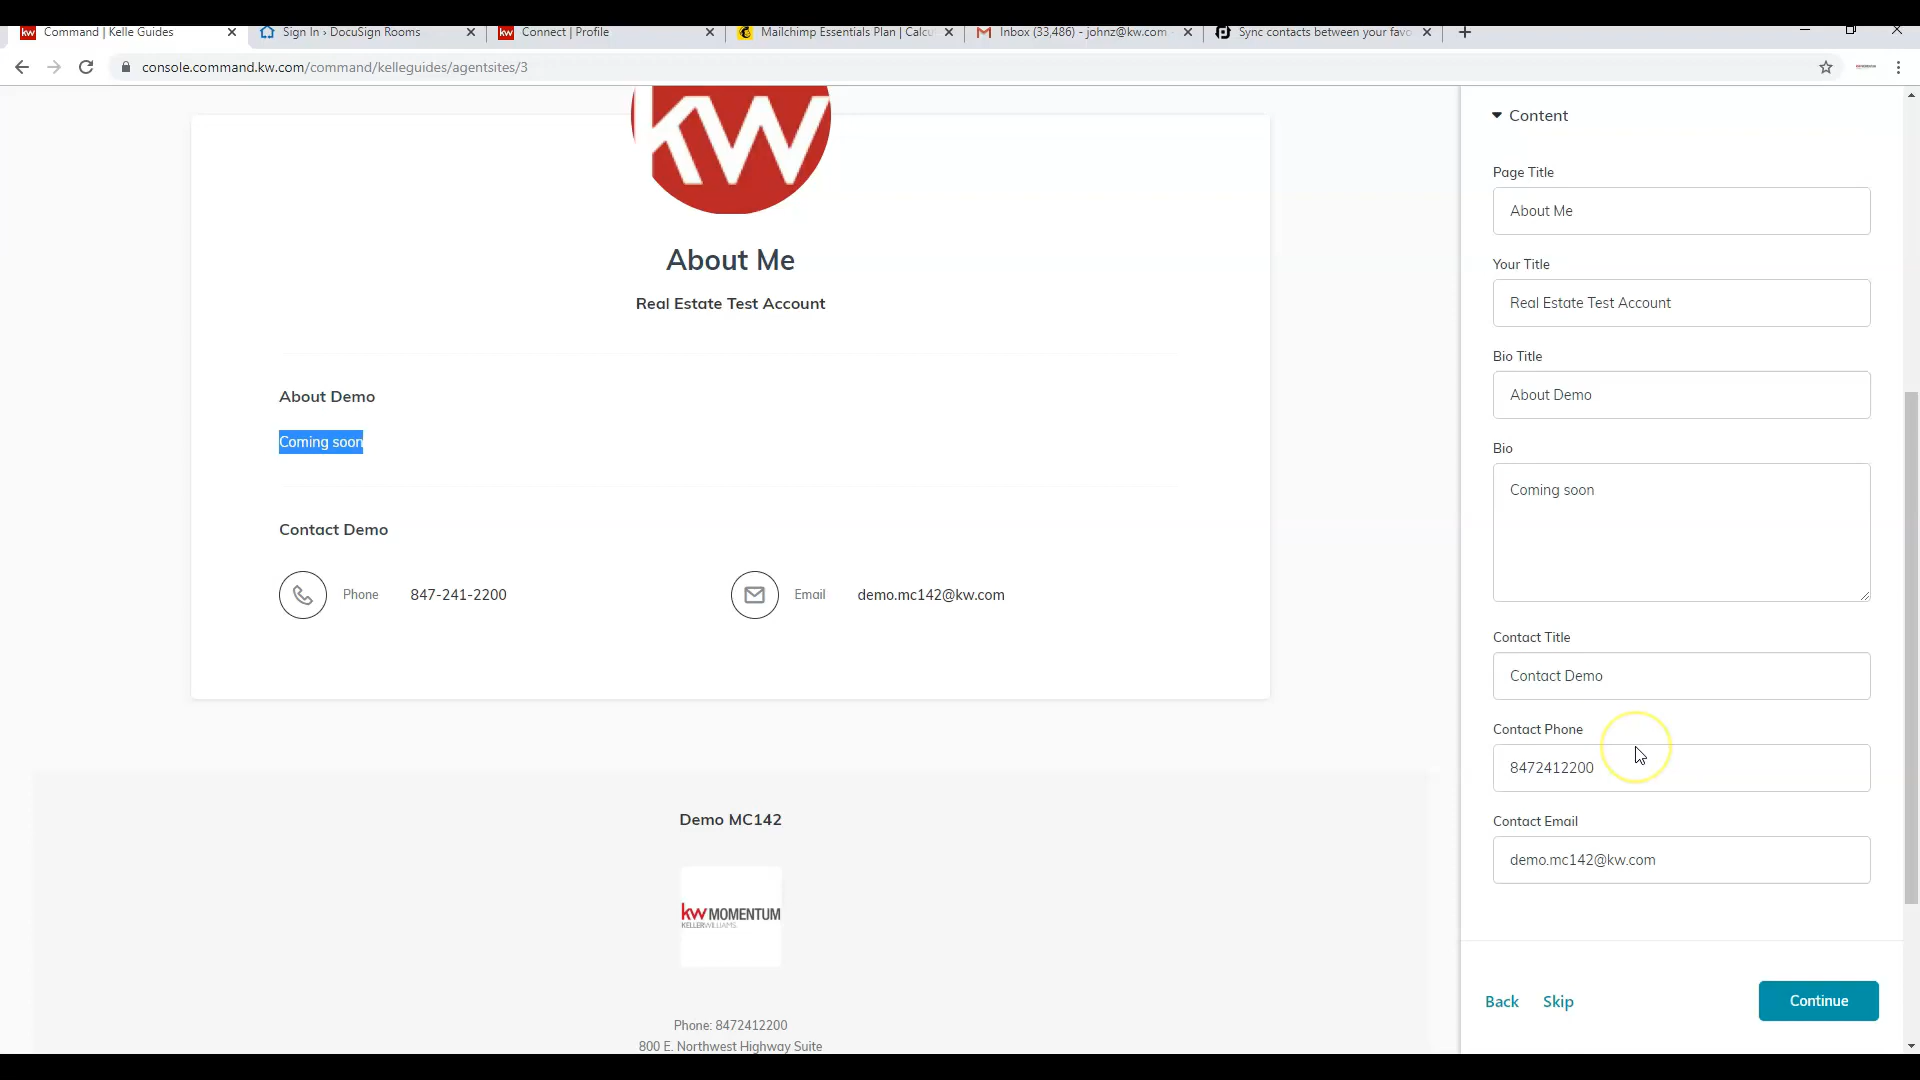 kw Command | Kelle Guides
Sign In › DocuSign Rooms
kw Connect | Profile
Mailchimp Essentials Plan | Calcu
Inbox (33,486) - johnz@kw.com
Sync contacts between your favo
console.command.kw.com/command/kelleguides/agentsites/3
kw
About Me
Real Estate Test Account
About Demo
Coming soon
Contact Demo
Phone 847-241-2200
Email demo.mc142@kw.com
Demo MC142
kw MOMENTUM
KELLERWILLIAMS.
Phone: 8472412200
800 E. Northwest Highway Suite
Content
Page Title
About Me
Your Title
Real Estate Test Account
Bio Title
About Demo
Bio
Coming soon
Contact Title
Contact Demo
Contact Phone
8472412200
Contact Email
demo.mc142@kw.com
Back Skip Continue